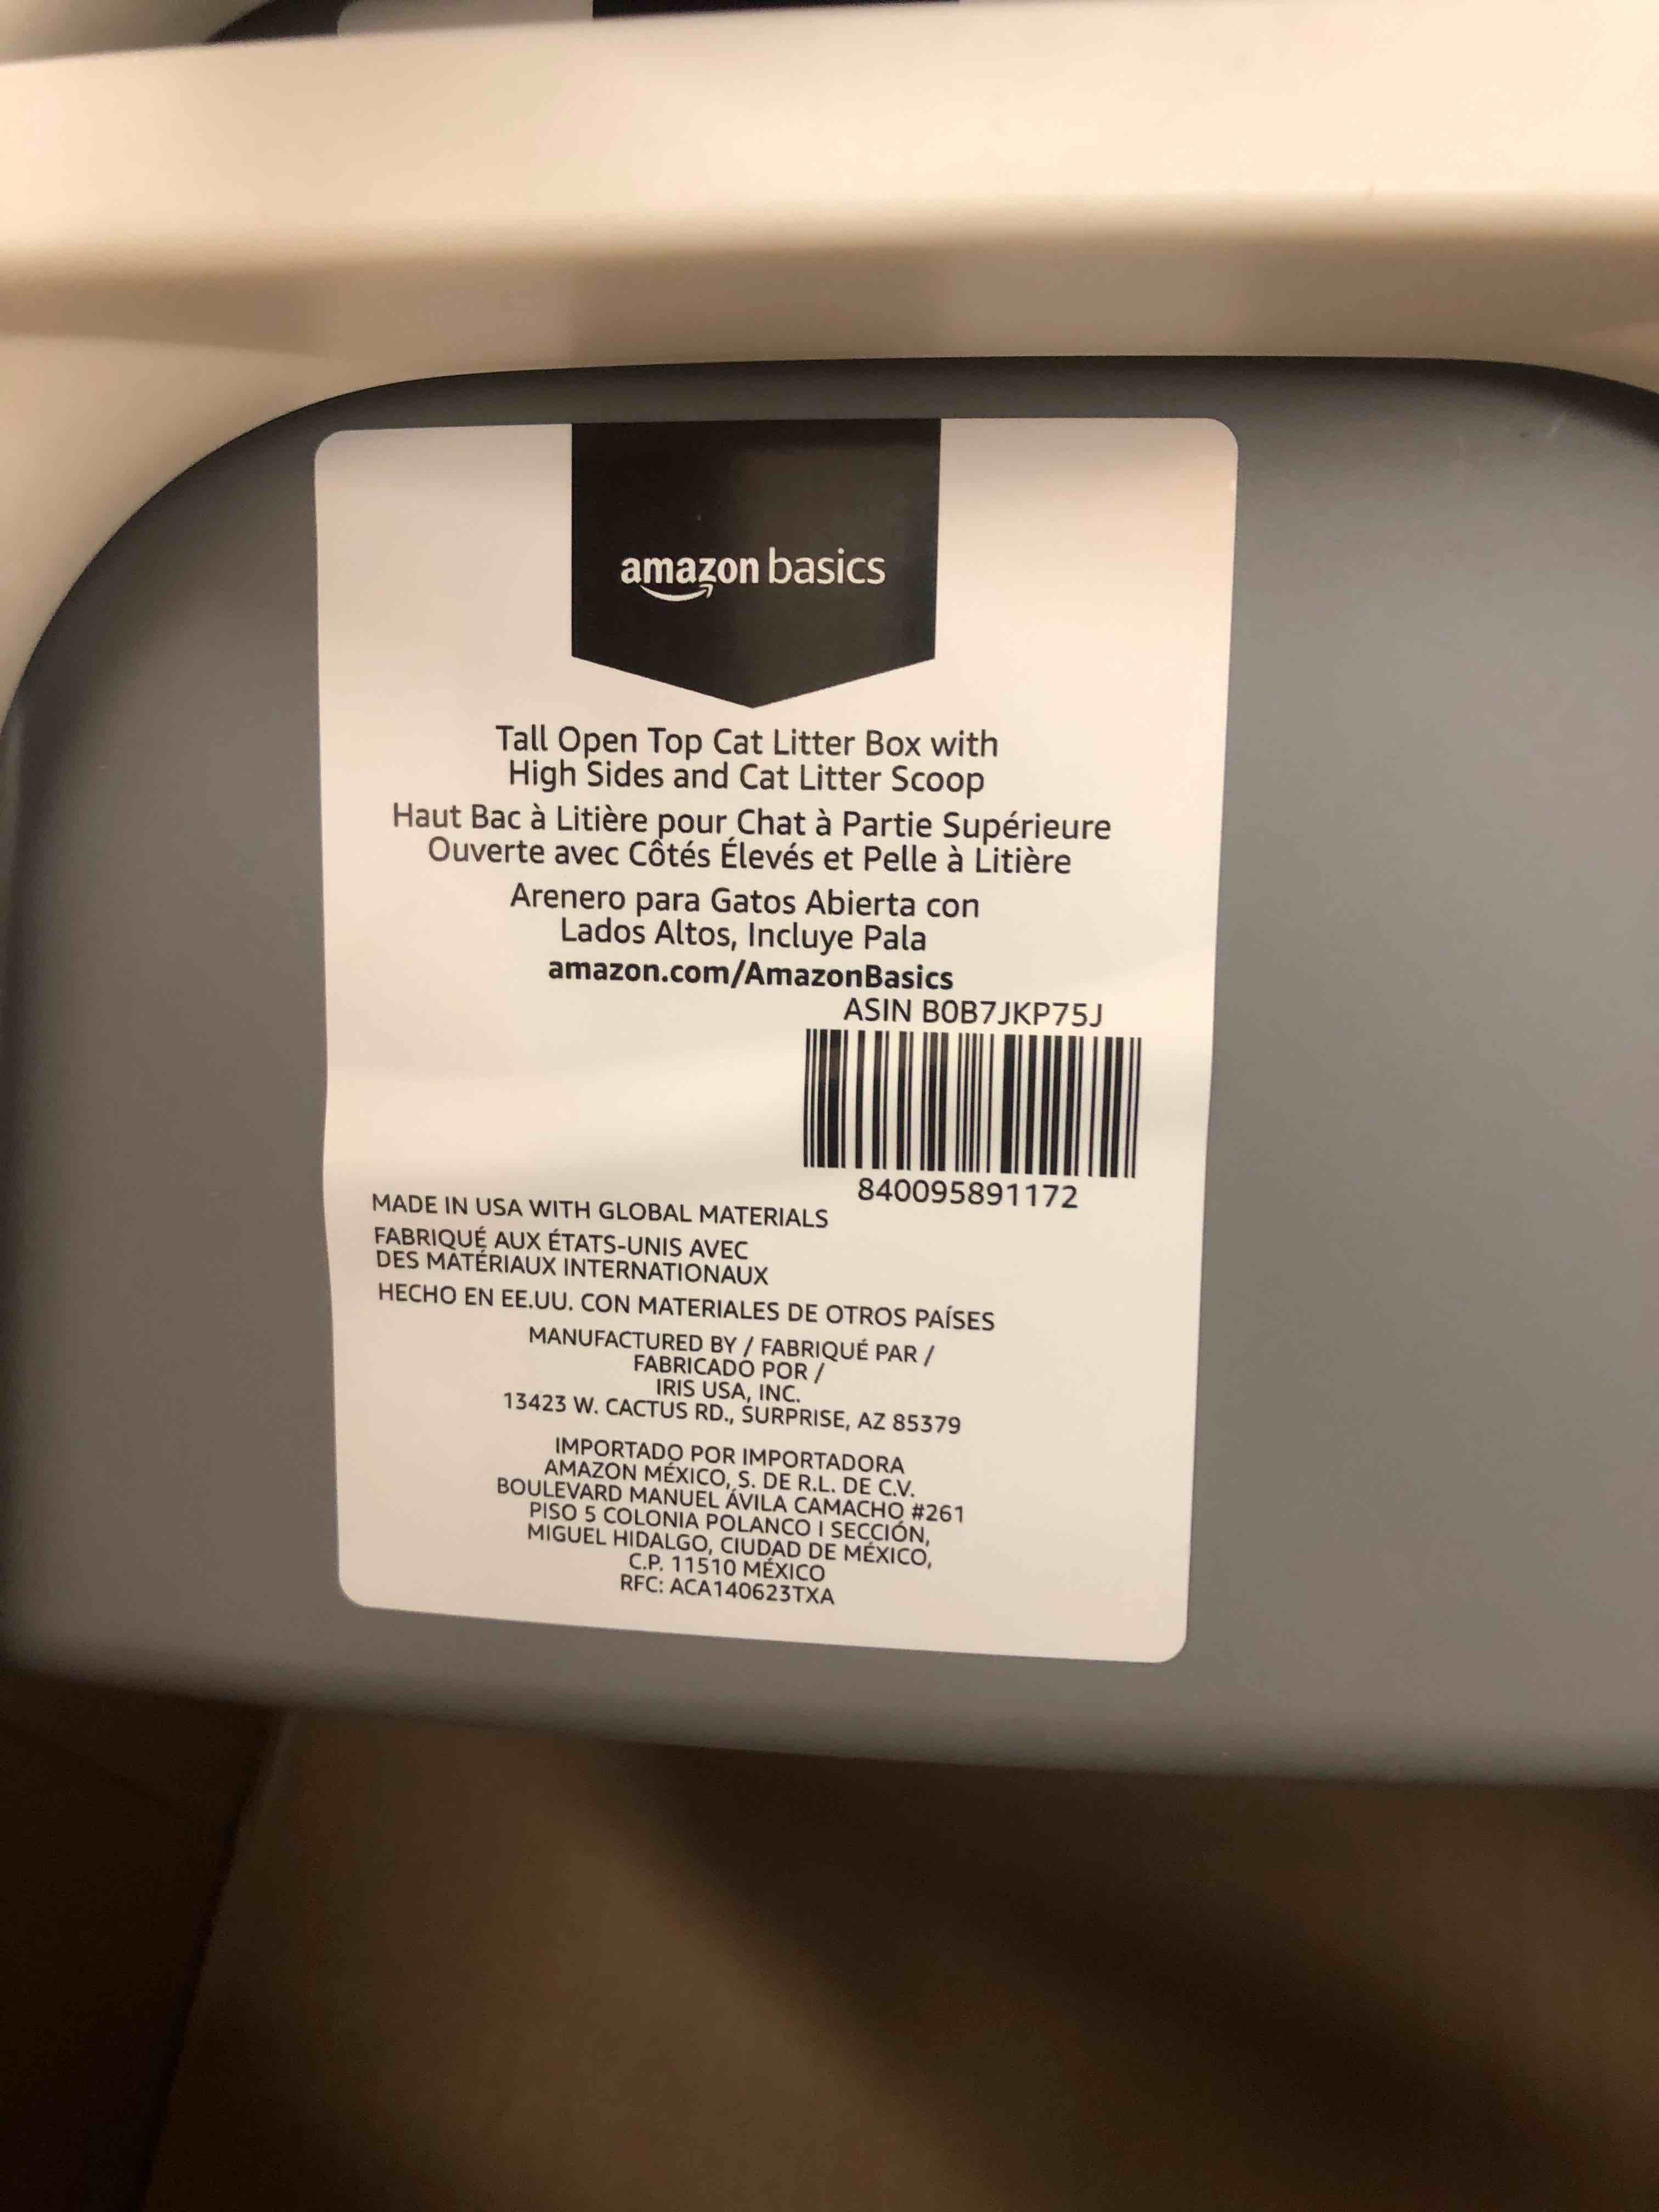 amazon basics
Tall Open Top Cat Litter Box with
High Sides and Cat Litter Scoop
Haut Bac à Litière pour Chat à Partie Supérieure
Ouverte avec Côtés Élevés et Pelle à Litière
Arenero para Gatos Abierta con
Lados Altos, Incluye Pala
amazon.com/AmazonBasics
ASIN B0B7JKP75J
840095891172
MADE IN USA WITH GLOBAL MATERIALS
FABRIQUÉ AUX ÉTATS-UNIS AVEC
DES MATÉRIAUX INTERNATIONAUX
HECHO EN EE.UU. CON MATERIALES DE OTROS PAÍSES
MANUFACTURED BY / FABRIQUÉ PAR /
FABRICADO POR /
IRIS USA, INC.
13423 W. CACTUS RD., SURPRISE, AZ 85379
IMPORTADO POR IMPORTADORA
AMAZON MÉXICO, S. DE R.L. DE C.V.
BOULEVARD MANUEL ÁVILA CAMACHO #261
PISO 5 COLONIA POLANCO I SECCIÓN,
MIGUEL HIDALGO, CIUDAD DE MÉXICO,
C.P. 11510 MÉXICO
RFC: ACA140623TXA